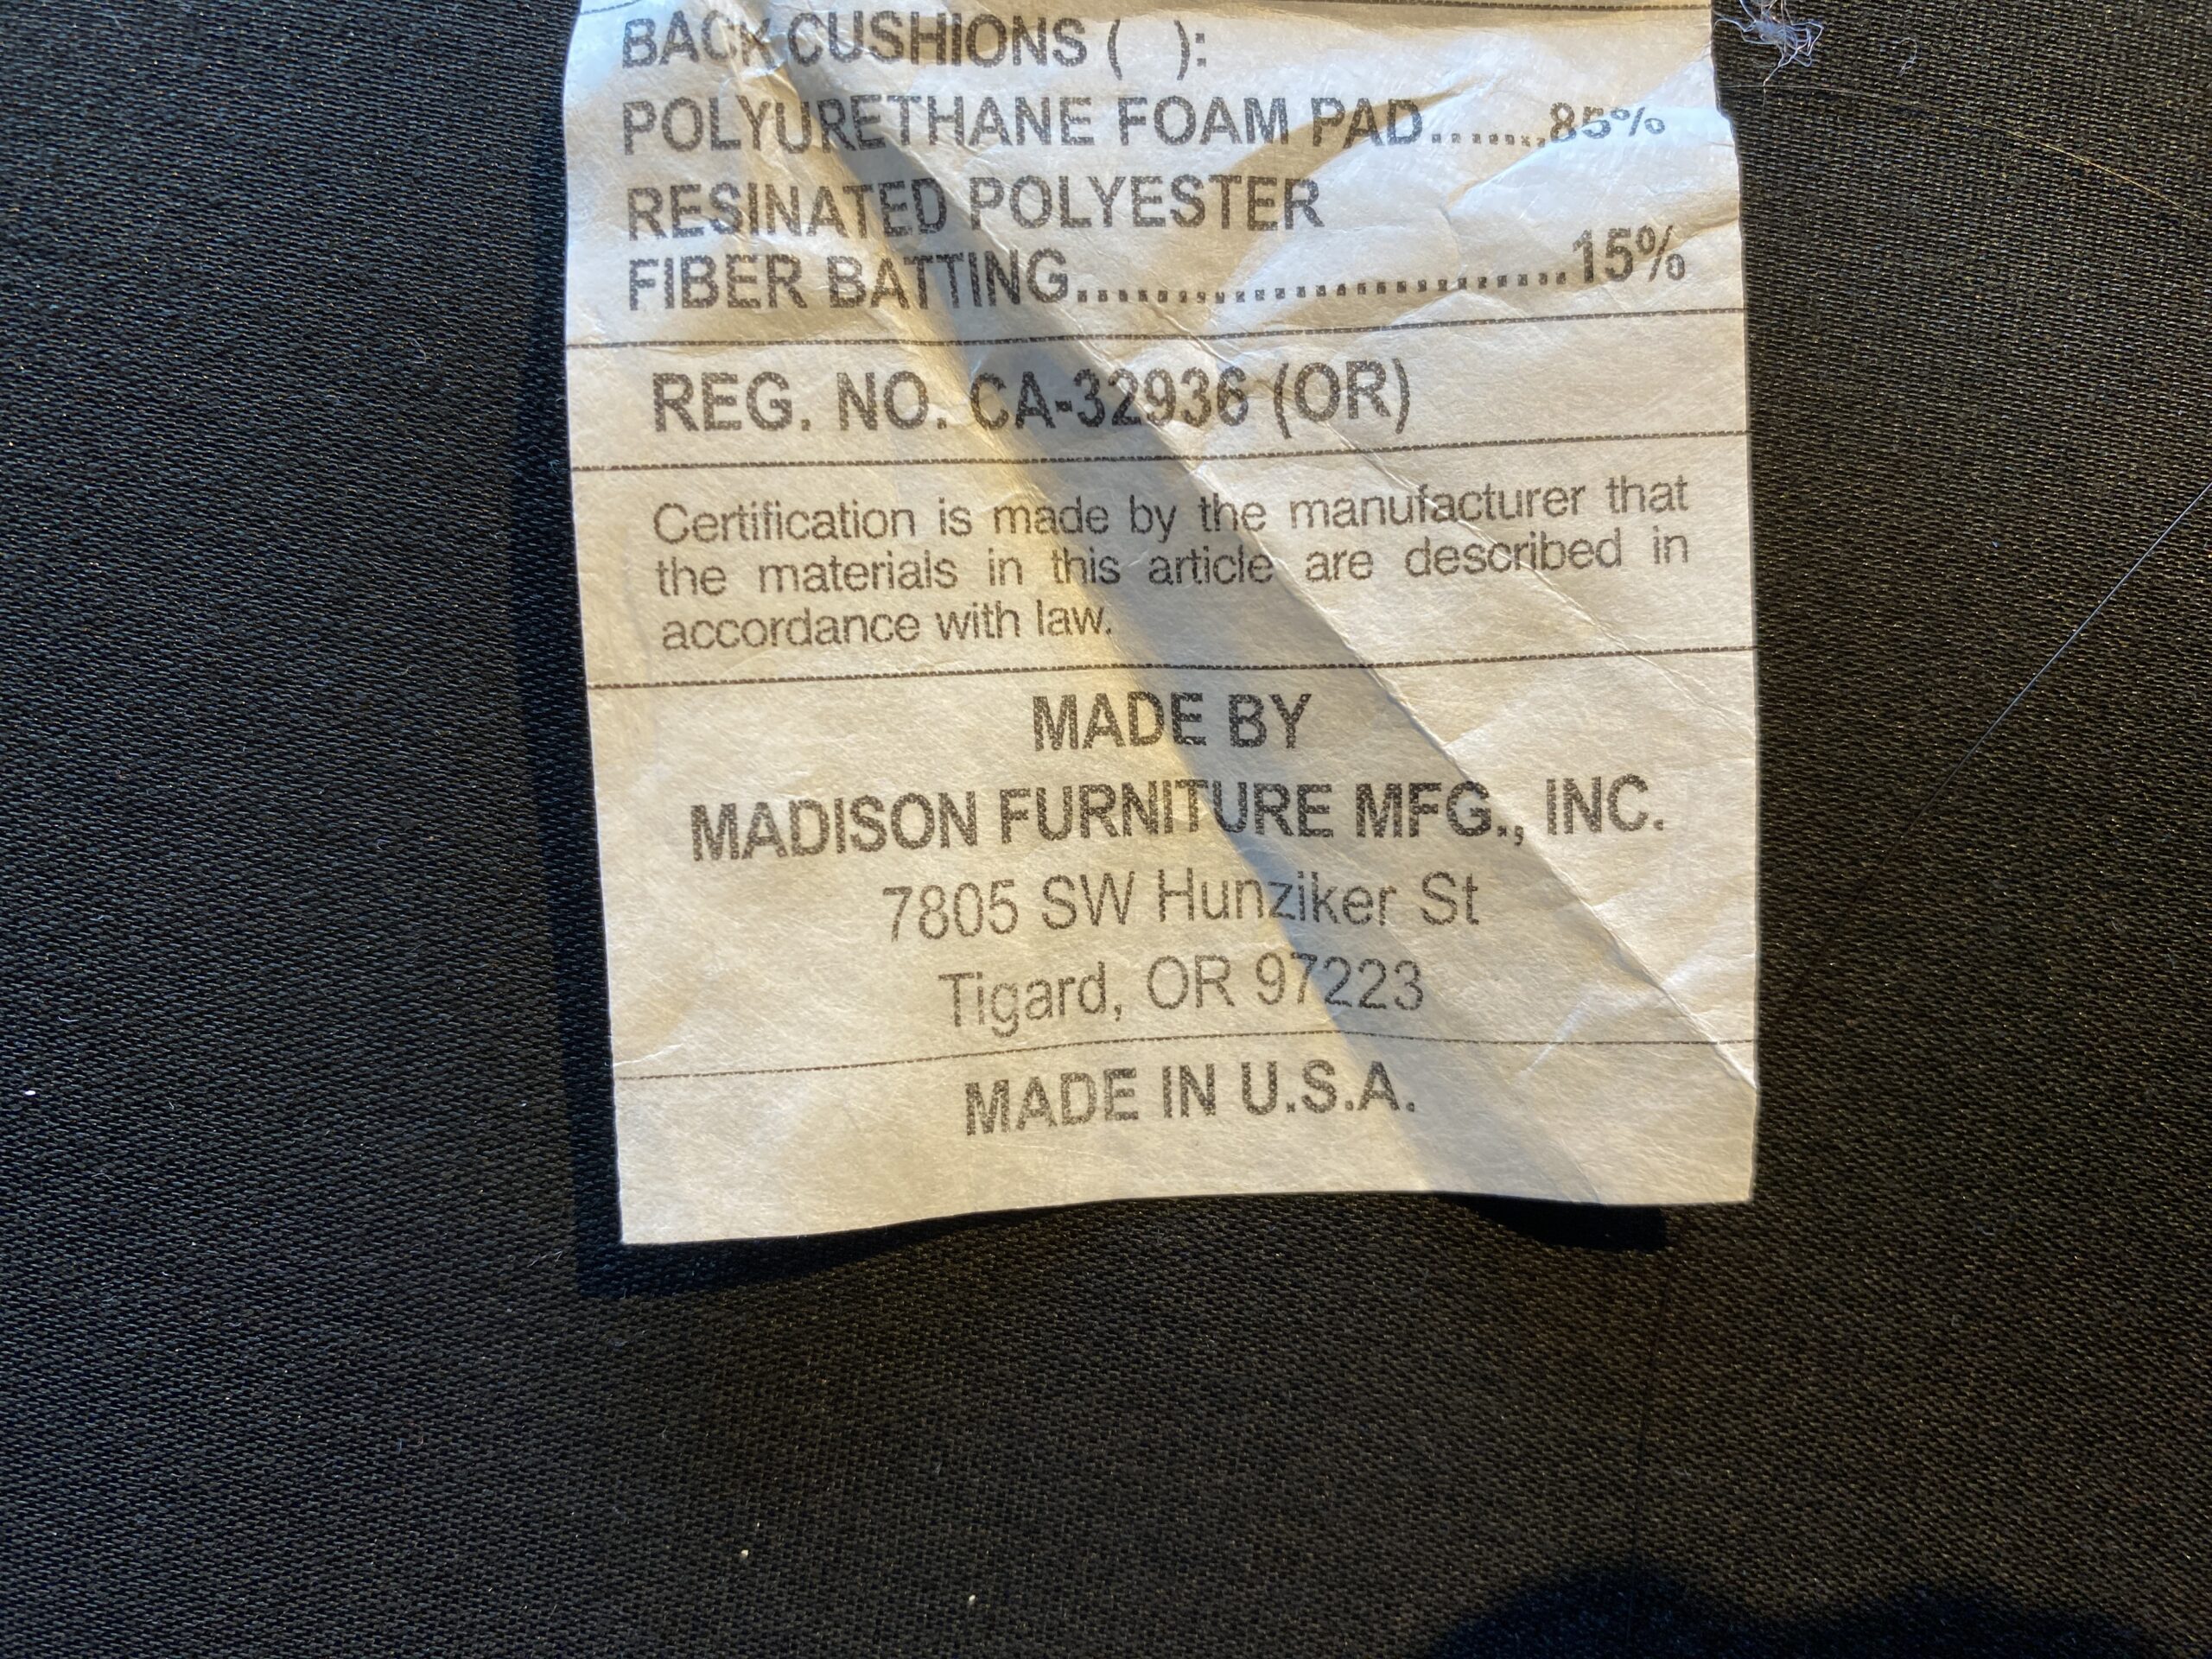 BACK CUSHIONS ( ):
POLYURETHANE FOAM PAD.......85%
RESINATED POLYESTER
FIBER BATTING..............................15%
REG. NO. CA-32936 (OR)
Certification is made by the manufacturer that
the materials in this article are described in
accordance with law.
MADE BY
MADISON FURNITURE MFG., INC.
7805 SW Hunziker St
Tigard, OR 97223
MADE IN U.S.A.